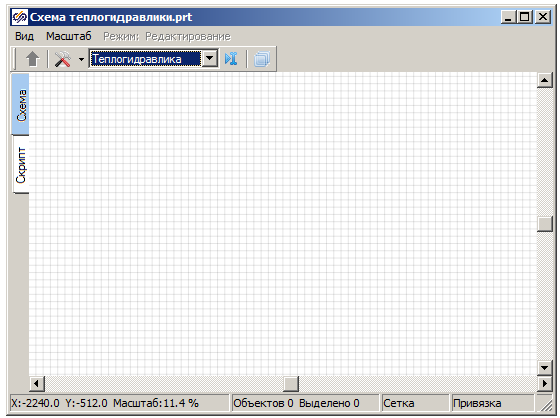 Схема теплогидравлики.prt
Вид Масштаб Режим: Редактирование
Теплогидравлика
Схема
Скрипт
X:-2240.0 Y:-512.0 Масштаб:11.4 % Объектов 0 Выделено 0 Сетка Привязка